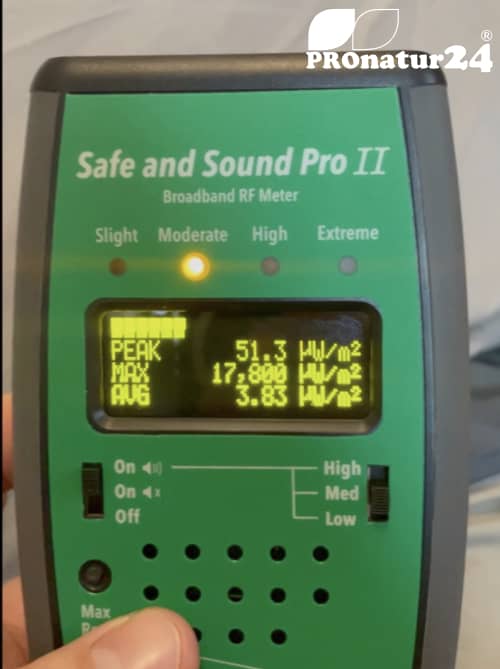 PRONatur24®
Safe and Sound Pro II
Broadband RF Meter
Slight Moderate High Extreme
PEAK 51.3 µW/m²
MAX 17,800 µW/m²
AVG 3.83 µW/m²
On High
On Med
Off Low
Max